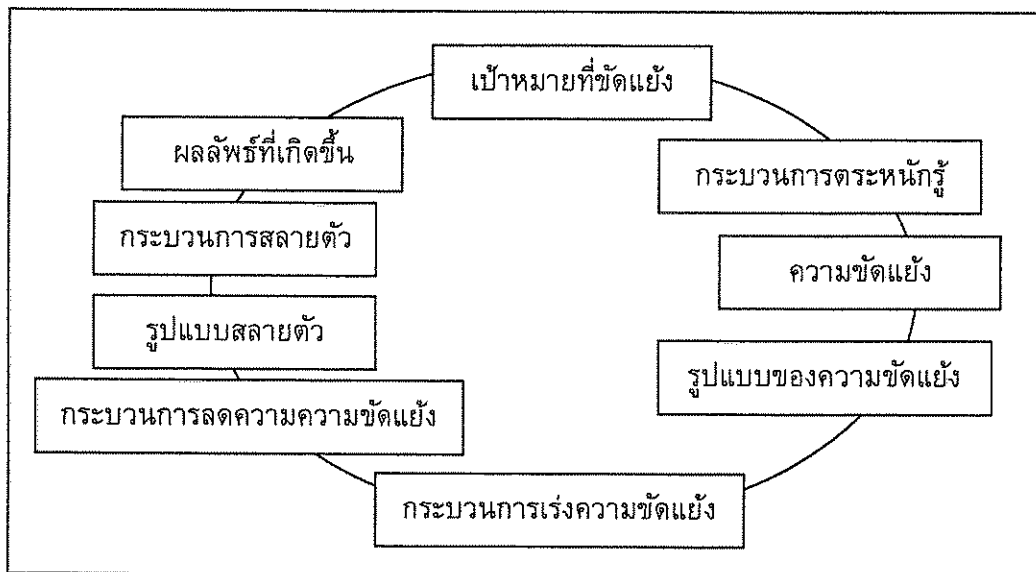 เป้าหมายที่ขัดแย้ง
กระบวนการตระหนักรู้
ความขัดแย้ง
รูปแบบของความขัดแย้ง
กระบวนการเร่งความขัดแย้ง
กระบวนการลดความความขัดแย้ง
รูปแบบสลายตัว
กระบวนการสลายตัว
ผลลัพธ์ที่เกิดขึ้น